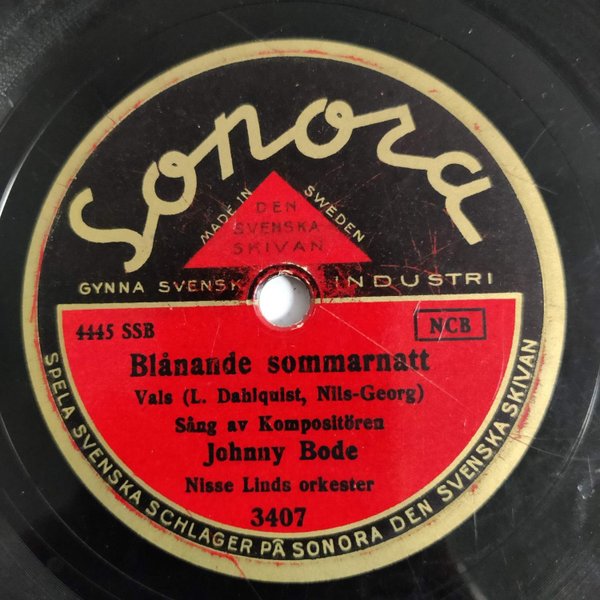 Sonora
MADE IN SWEDEN
DEN
SVENSKA
SKIVAN
GYNNA SVENSK INDUSTRI
4445 SSB
NCB
Blånande sommarnatt
Vals (L. Dahlquist, Nils-Georg)
Sång av Kompositören
Johnny Bode
Nisse Linds orkester
3407
SPELA SVENSKA SCHLAGER PÅ SONORA DEN SVENSKA SKIVAN